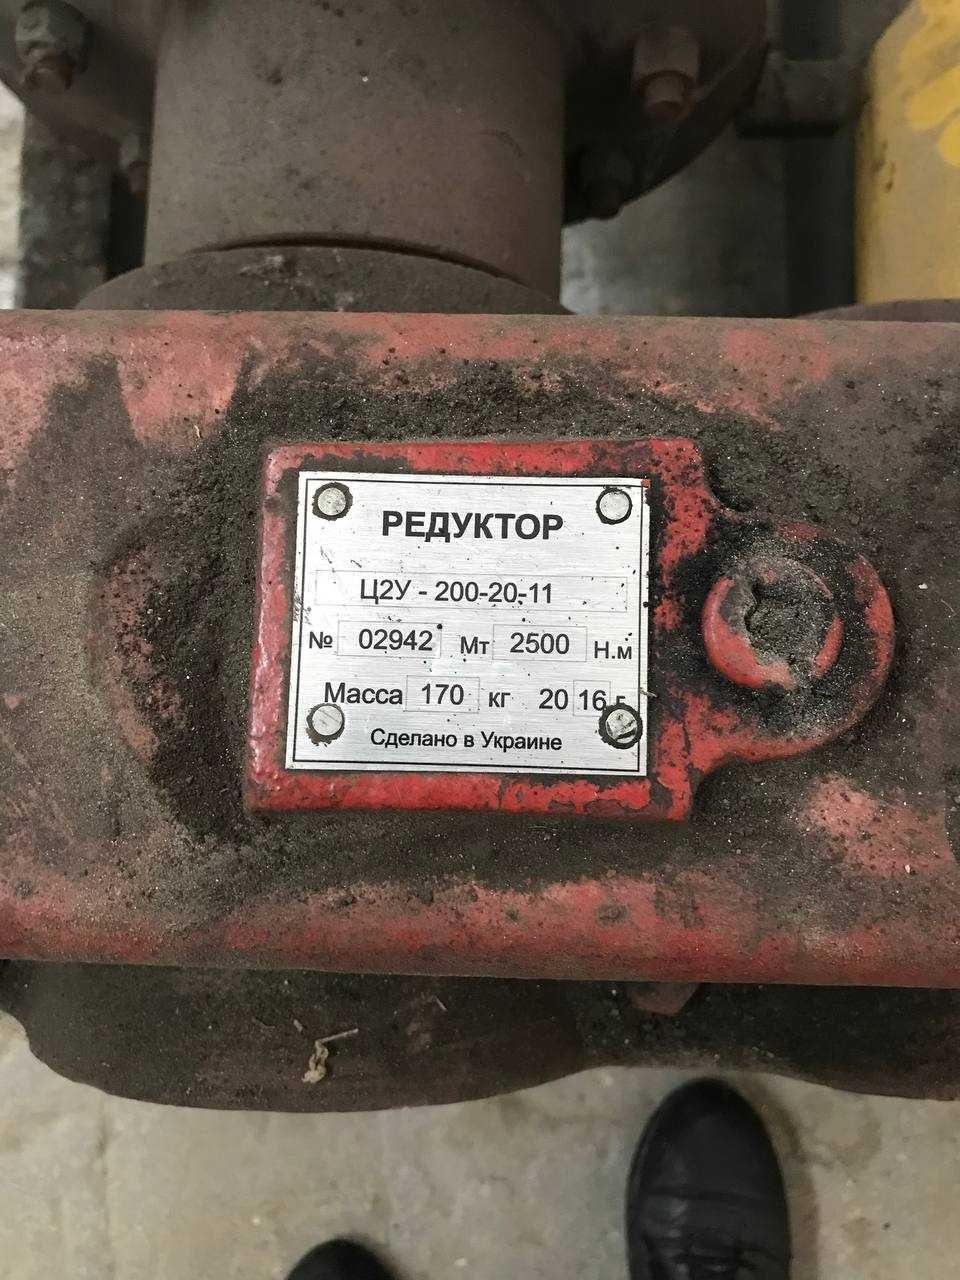 РЕДУКТОР
Ц2У - 200-20-11
№ 02942 Мт 2500 Н.м
Масса 170 кг 20 16 г
Сделано в Украине